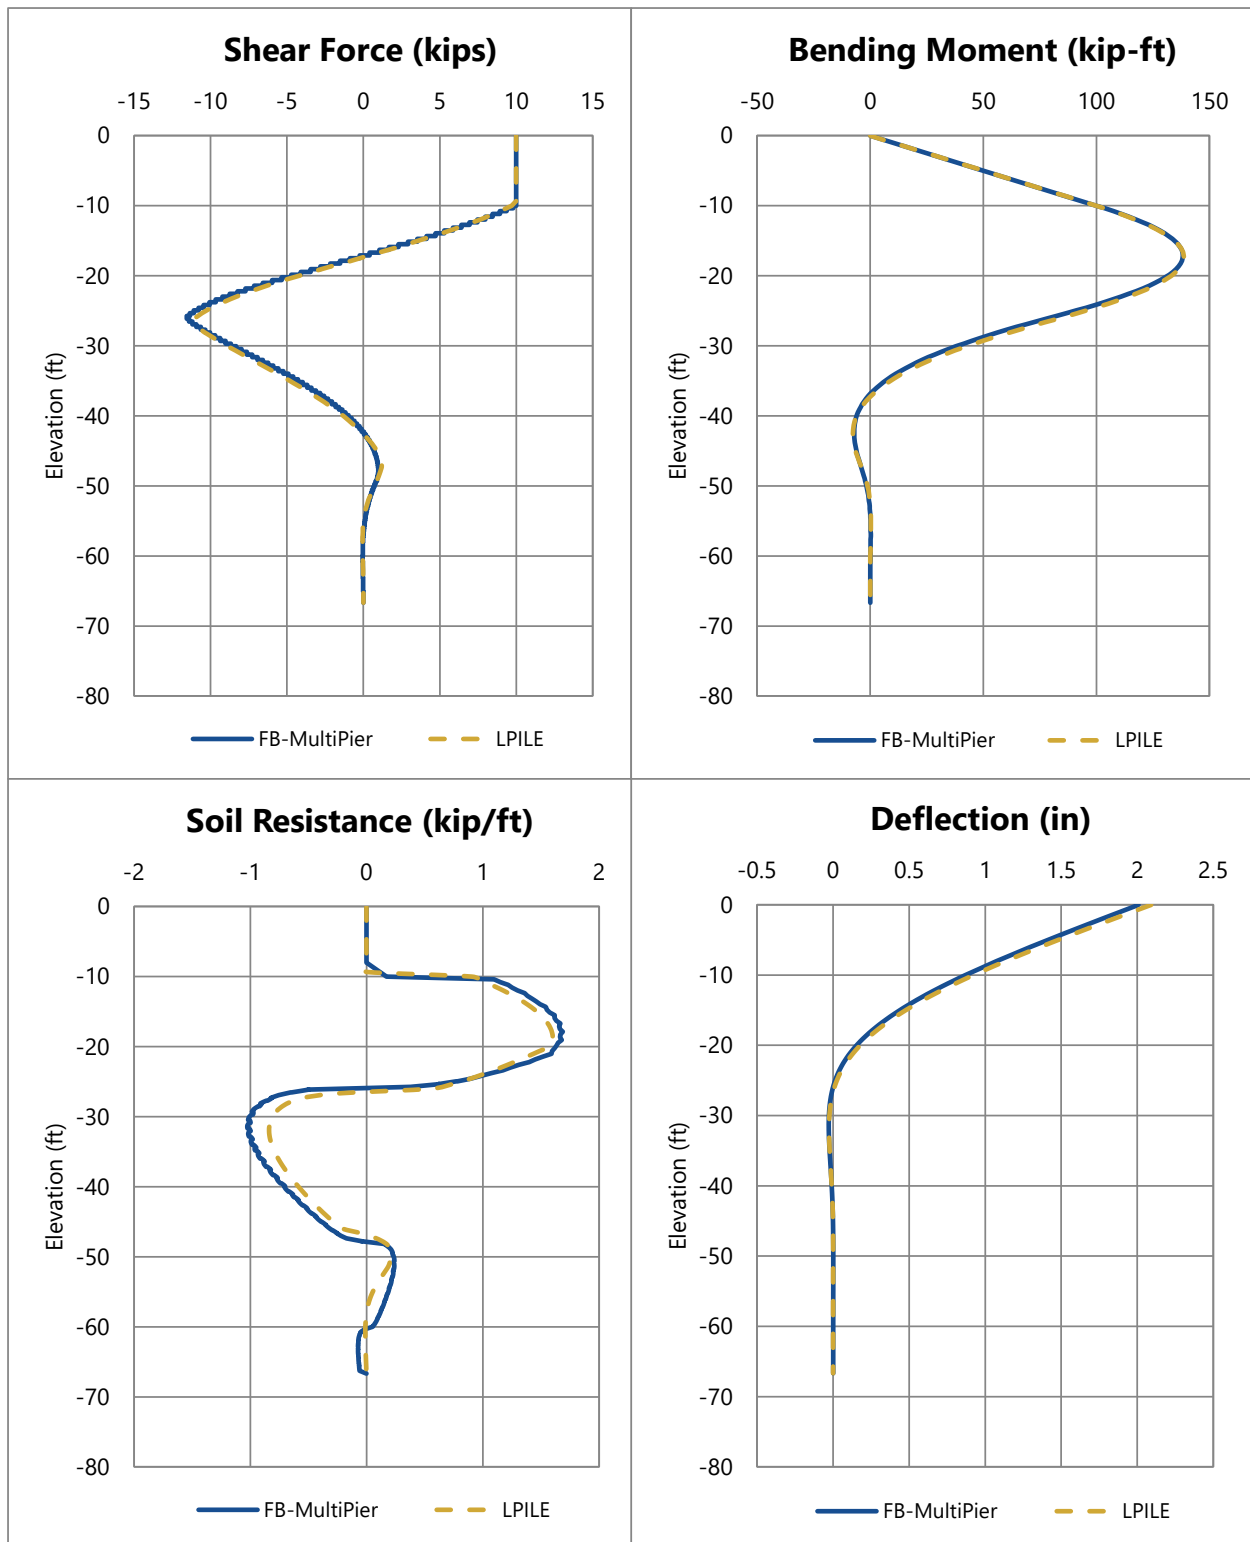 Shear Force (kips)
-15 -10 -5 0 5 10 15
0
-10
-20
-30
-40
-50
-60
-70
-80
Elevation (ft)
FB-MultiPier LPILE
Bending Moment (kip-ft)
-50 0 50 100 150
0
-10
-20
-30
-40
-50
-60
-70
-80
Elevation (ft)
FB-MultiPier LPILE
Soil Resistance (kip/ft)
-2 -1 0 1 2
0
-10
-20
-30
-40
-50
-60
-70
-80
Elevation (ft)
FB-MultiPier LPILE
Deflection (in)
-0.5 0 0.5 1 1.5 2 2.5
0
-10
-20
-30
-40
-50
-60
-70
-80
Elevation (ft)
FB-MultiPier LPILE